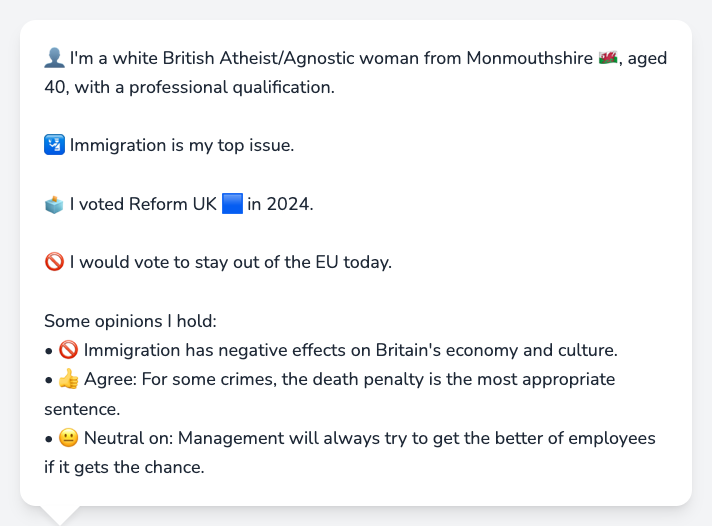 👤 I'm a white British Atheist/Agnostic woman from Monmouthshire 🏴󠁧󠁢󠁷󠁬󠁳󠁿, aged
40, with a professional qualification.
🛂 Immigration is my top issue.
🗳️ I voted Reform UK 🟦 in 2024.
🚫 I would vote to stay out of the EU today.
Some opinions I hold:
• 🚫 Immigration has negative effects on Britain's economy and culture.
• 👍 Agree: For some crimes, the death penalty is the most appropriate
sentence.
• 😐 Neutral on: Management will always try to get the better of employees
if it gets the chance.